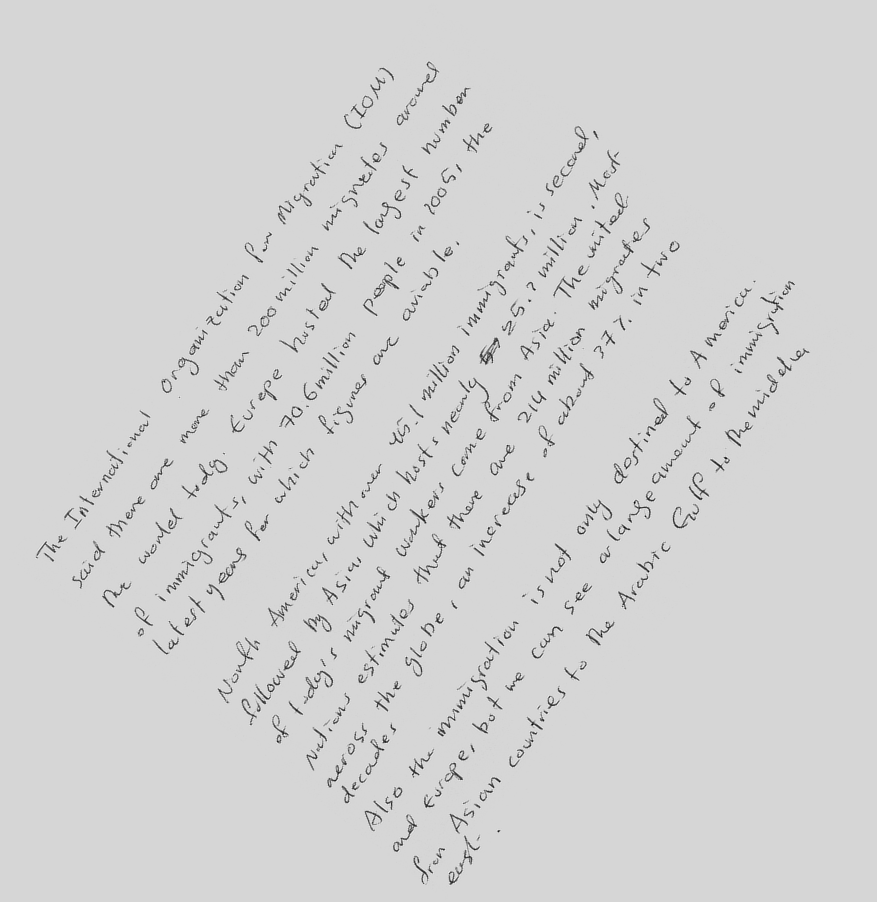 The International Organization for Migration (IOM)
said there are more than 200 million migrates around
the world tody. Europe hosted the largest number
of immigrants, with 70.6 million people in 2005, the
latest years for which figures are aviable.
North America, with over 45.1 million immigrants, is second,
followed by Asia, which hosts nearly 25.2 million. Most
of tody's migrant workers come from Asia. The united
Nations estimates that there are 214 million migrates
across the globe, an increase of about 37% in two
decades
Also the immigration is not only destined to America.
and Europe, but we can see a large amount of immigration
from Asian countries to the Arabic Gulf to the middle
east.